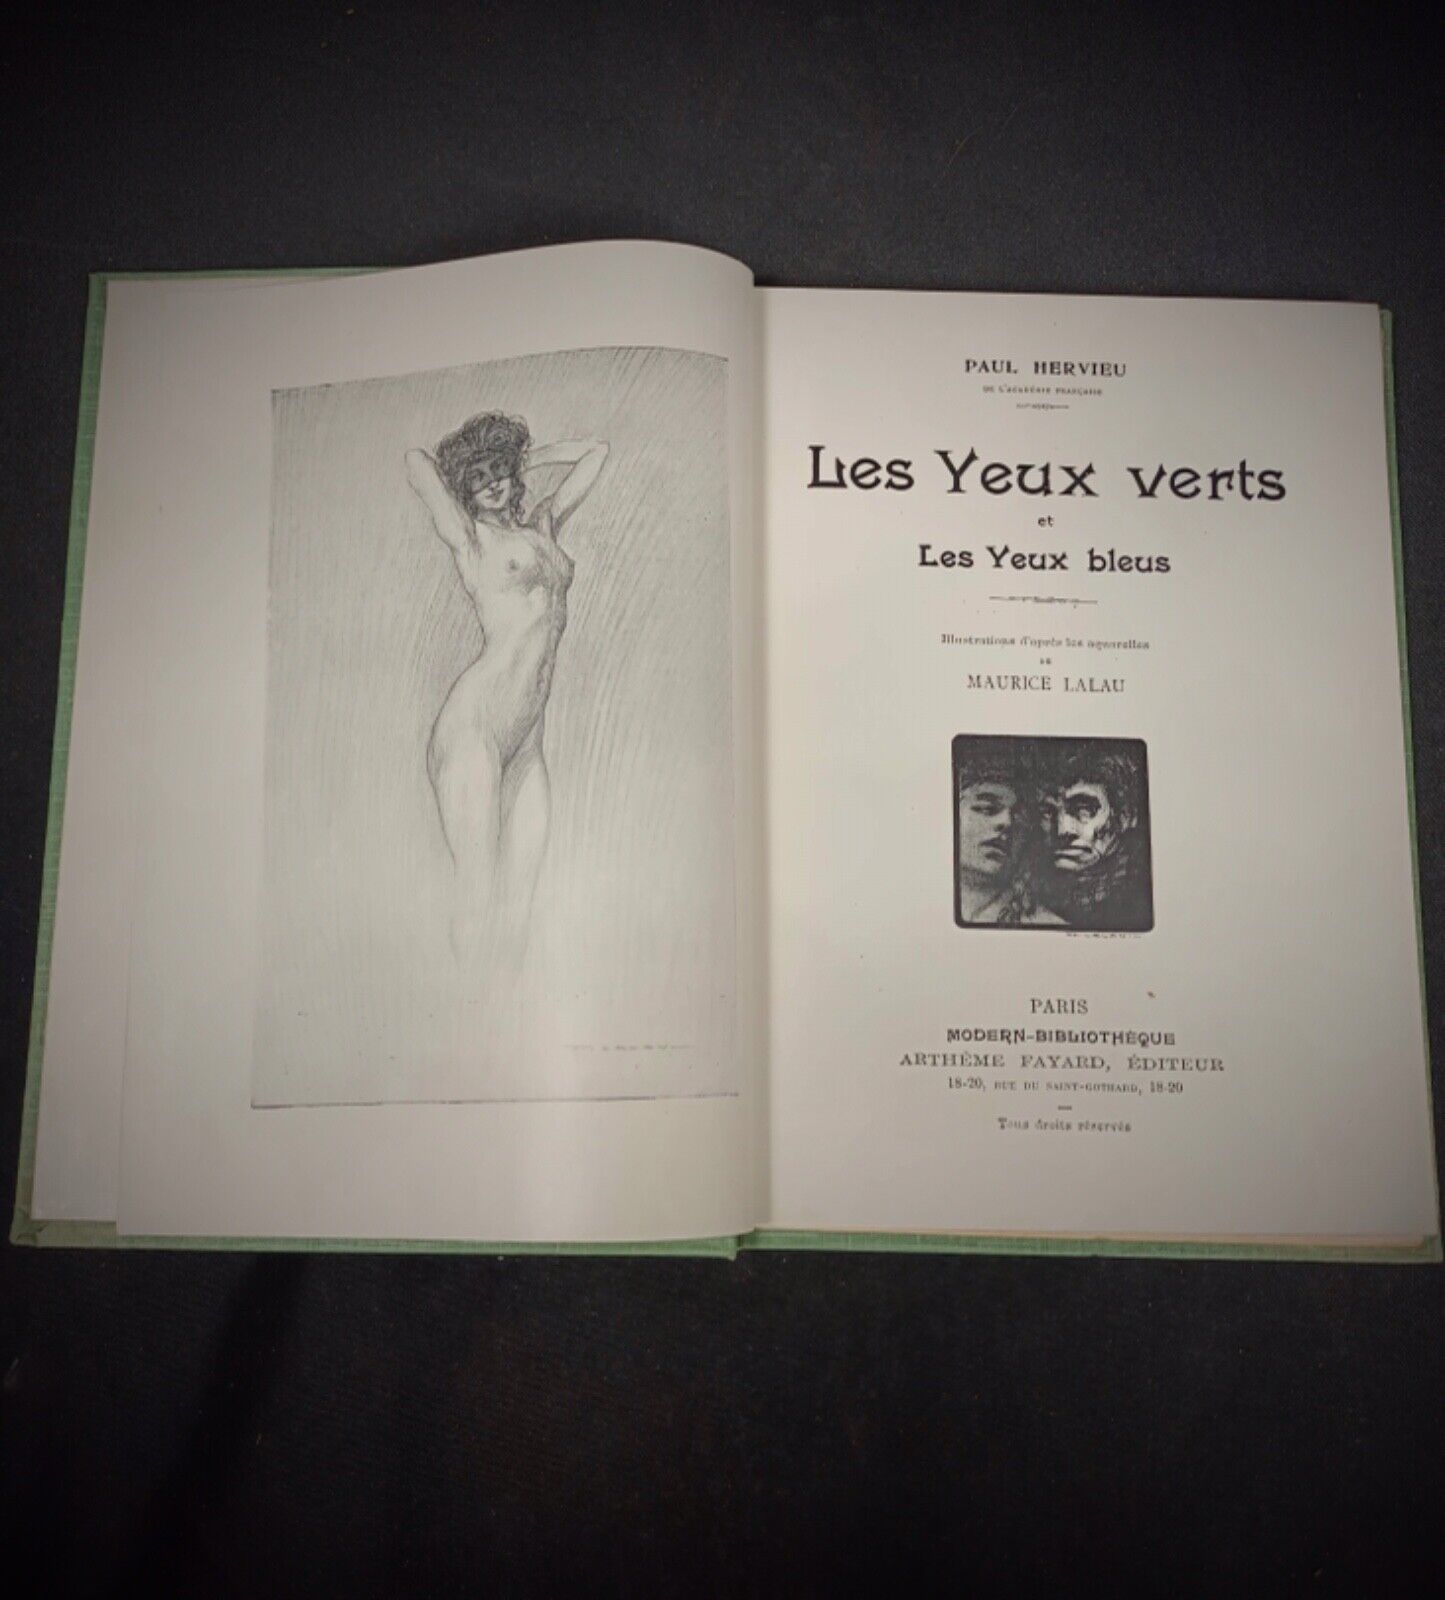 PAUL HERVIEU
DE L'ACADÉMIE FRANÇAISE
Les Yeux verts
et
Les Yeux bleus
Illustrations d'après les aquarelles
DE
MAURICE LALAU
PARIS
MODERN-BIBLIOTHÈQUE
ARTHÈME FAYARD, ÉDITEUR
18-20, RUE DU SAINT-GOTHARD, 18-20
Tous droits réservés